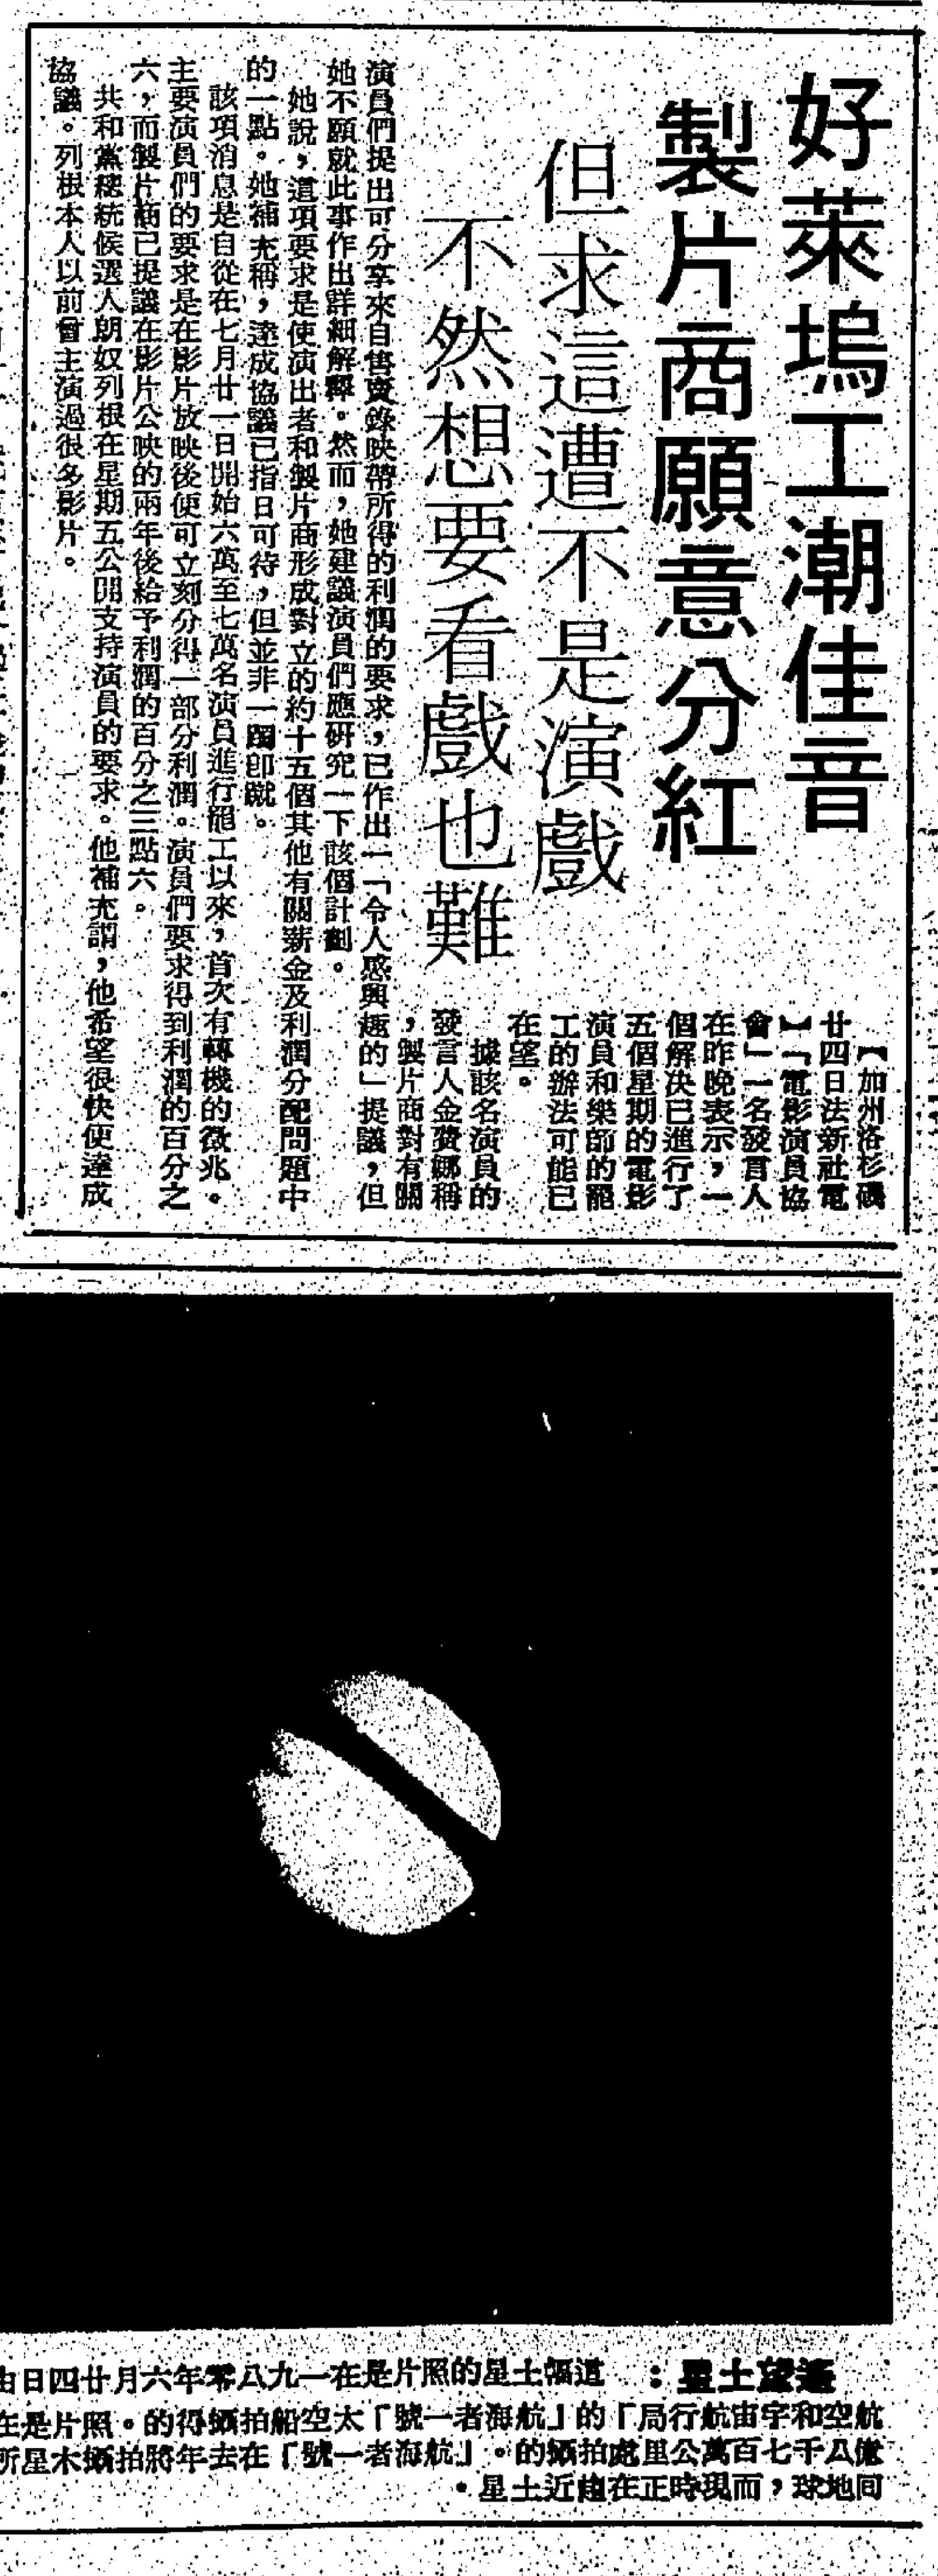 好萊塢工潮佳音
製片商願意分紅
但求這遭不是演戲
不然想要看戲也難
【加州洛杉磯
廿四日法新社電
】「電影演員協
會」一名發言人
在昨晚表示，一
個解決已進行了
五個星期的電影
演員和樂師的罷
工的辦法可能已
在望。
據該名演員的
發言人金
娜稱
，製片商對有關
演員們提出可分享來自售賣錄映帶所得的利潤的要求，已作出一「令人感興趣的」提議，但
她不願就此事作出詳細解釋。然而，她建議演員們應研究一下該個計劃。
她說，這項要求是使演出者和製片商形成對立的約十五個其他有關薪金及利潤分配問題中
的一點。她補充稱，達成協議已指日可待，但並非一蹴即蹴。
該項消息是自從在七月廿一日開始六萬至七萬名演員進行罷工以來，首次有轉機的徵兆。
主要演員們的要求是在影片放映後便可立刻分得一部分利潤。演員們要求得到利潤的百分之
六，而製片商已提議在影片公映的兩年後給予利潤的百分之三點六。
共和黨總統候選人朗奴列根在星期五公開支持演員的要求。他補充謂，他希望很快便達成
協議。列根本人以前曾主演過很多影片。
遙望土星：這幅土星的照片是在一九八零年六月廿四日由
航空和宇宙航行局「的」航海者一號「太空船拍攝得的。照片是在
億八千七百萬公里處拍攝的。」航海者一號「在去年將拍攝木星所
回地球，而現時正在趨近土星。